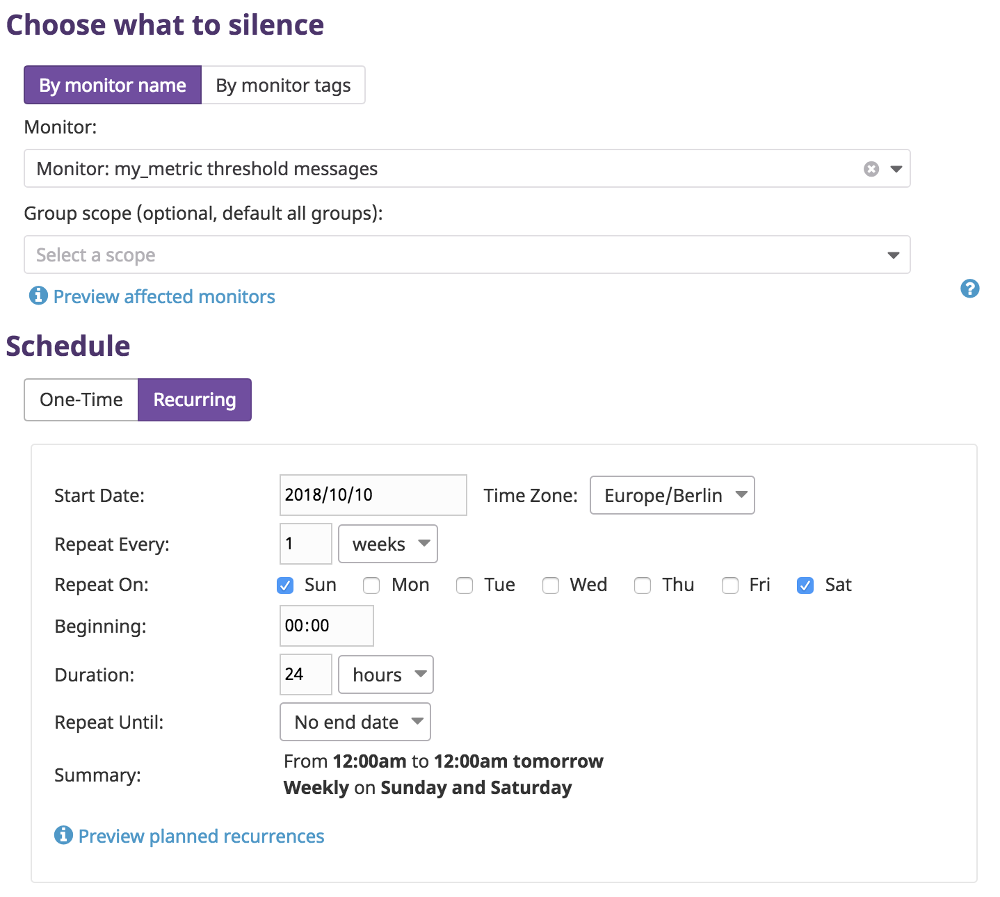 Choose what to silence
By monitor name By monitor tags
Monitor:
Monitor: my_metric threshold messages
Group scope (optional, default all groups):
Select a scope
Preview affected monitors
Schedule
One-Time Recurring
Start Date: 2018/10/10 Time Zone: Europe/Berlin
Repeat Every: 1 weeks
Repeat On: Sun Mon Tue Wed Thu Fri Sat
Beginning: 00:00
Duration: 24 hours
Repeat Until: No end date
Summary: From 12:00am to 12:00am tomorrow
Weekly on Sunday and Saturday
Preview planned recurrences